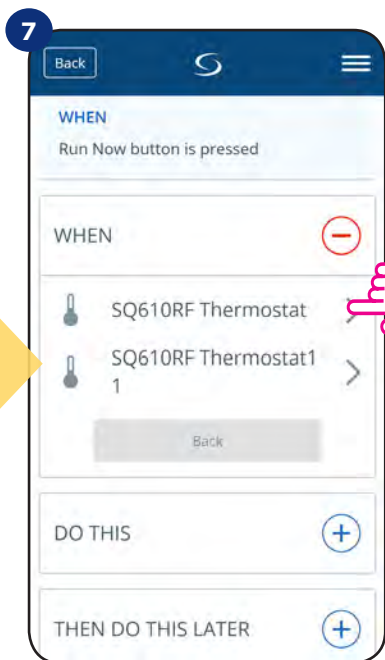 7
Back
WHEN
Run Now button is pressed
WHEN
SQ610RF Thermostat
SQ610RF Thermostat1
1
Back
DO THIS
THEN DO THIS LATER